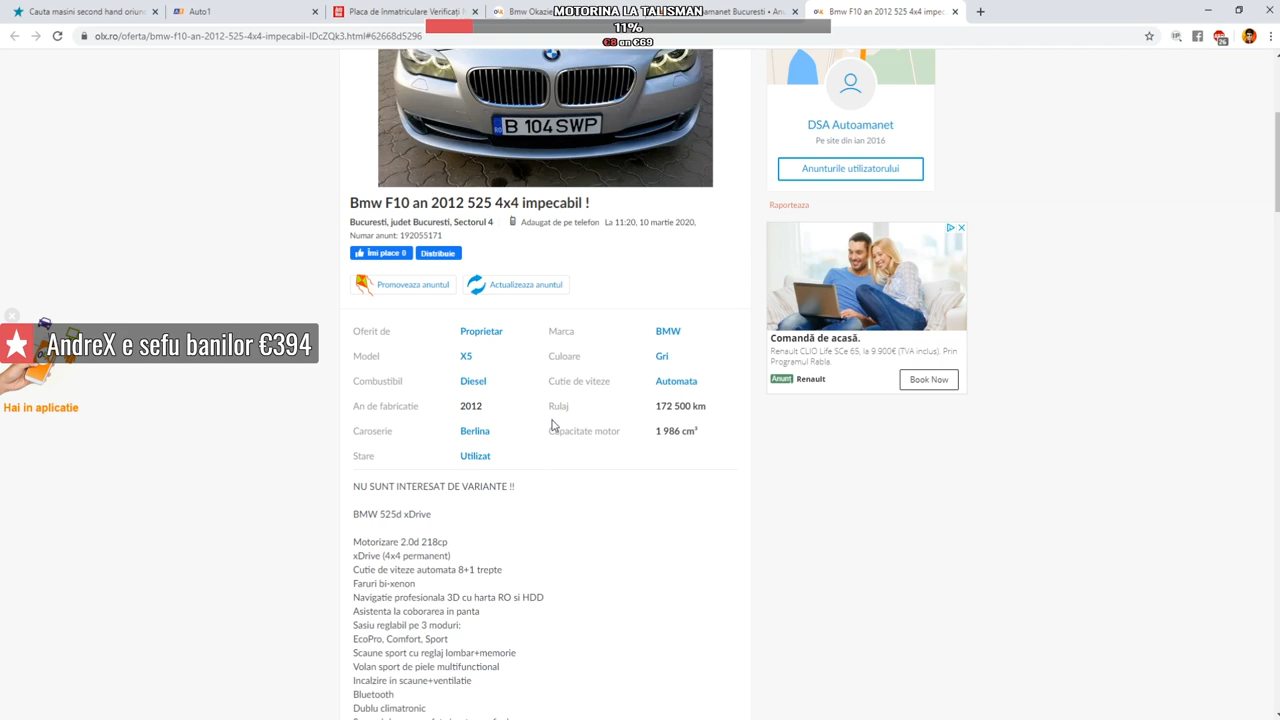 Cauta masini second hand direct
Auto1
Placa de Inmatriculare Verificati I
Bmw Okazie
amanet Bucuresti • Anu
Bmw F10 an 2012 525 4x4 impec
MOTORINA LA TALISMAN
11%
€8 an €69
olx.ro/oferta/bmw-f10-an-2012-525-4x4-impecabil-IDcZQk3.html#62668d5296
26
RO B 104 SWP
DSA Autoamanet
Pe site din ian 2016
Anunturile utilizatorului
Raporteaza
Bmw F10 an 2012 525 4x4 impecabil !
Bucuresti, judet Bucuresti, Sectorul 4 Adaugat de pe telefon La 11:20, 10 martie 2020,
Numar anunt: 192055171
Îmi place 0 Distribuie
Promoveaza anuntul Actualizeaza anuntul
Oferit de Proprietar Marca BMW
Model X5 Culoare Gri
Combustibil Diesel Cutie de viteze Automata
An de fabricatie 2012 Rulaj 172 500 km
Caroserie Berlina Capacitate motor 1 986 cm³
Stare Utilizat
AndreX e sefu banilor €394
Hai in aplicatie
Comandă de acasă.
Renault CLIO Life SCe 65, la 9.900€ (TVA inclus). Prin
Programul Rabla.
Anunt Renault Book Now
NU SUNT INTERESAT DE VARIANTE !!
BMW 525d xDrive
Motorizare 2.0d 218cp
xDrive (4x4 permanent)
Cutie de viteze automata 8+1 trepte
Faruri bi-xenon
Navigatie profesionala 3D cu harta RO si HDD
Asistenta la coborarea in panta
Sasiu reglabil pe 3 moduri:
EcoPro, Comfort, Sport
Scaune sport cu reglaj lombar+memorie
Volan sport de piele multifunctional
Incalzire in scaune+ventilatie
Bluetooth
Dublu climatronic